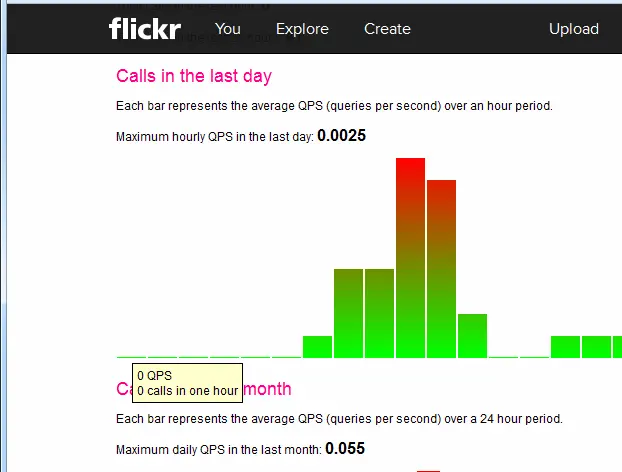 flickr You Explore Create Upload
Calls in the last day
Each bar represents the average QPS (queries per second) over an hour period.
Maximum hourly QPS in the last day: 0.0025
0 QPS
0 calls in one hour
month
Each bar represents the average QPS (queries per second) over a 24 hour period.
Maximum daily QPS in the last month: 0.055